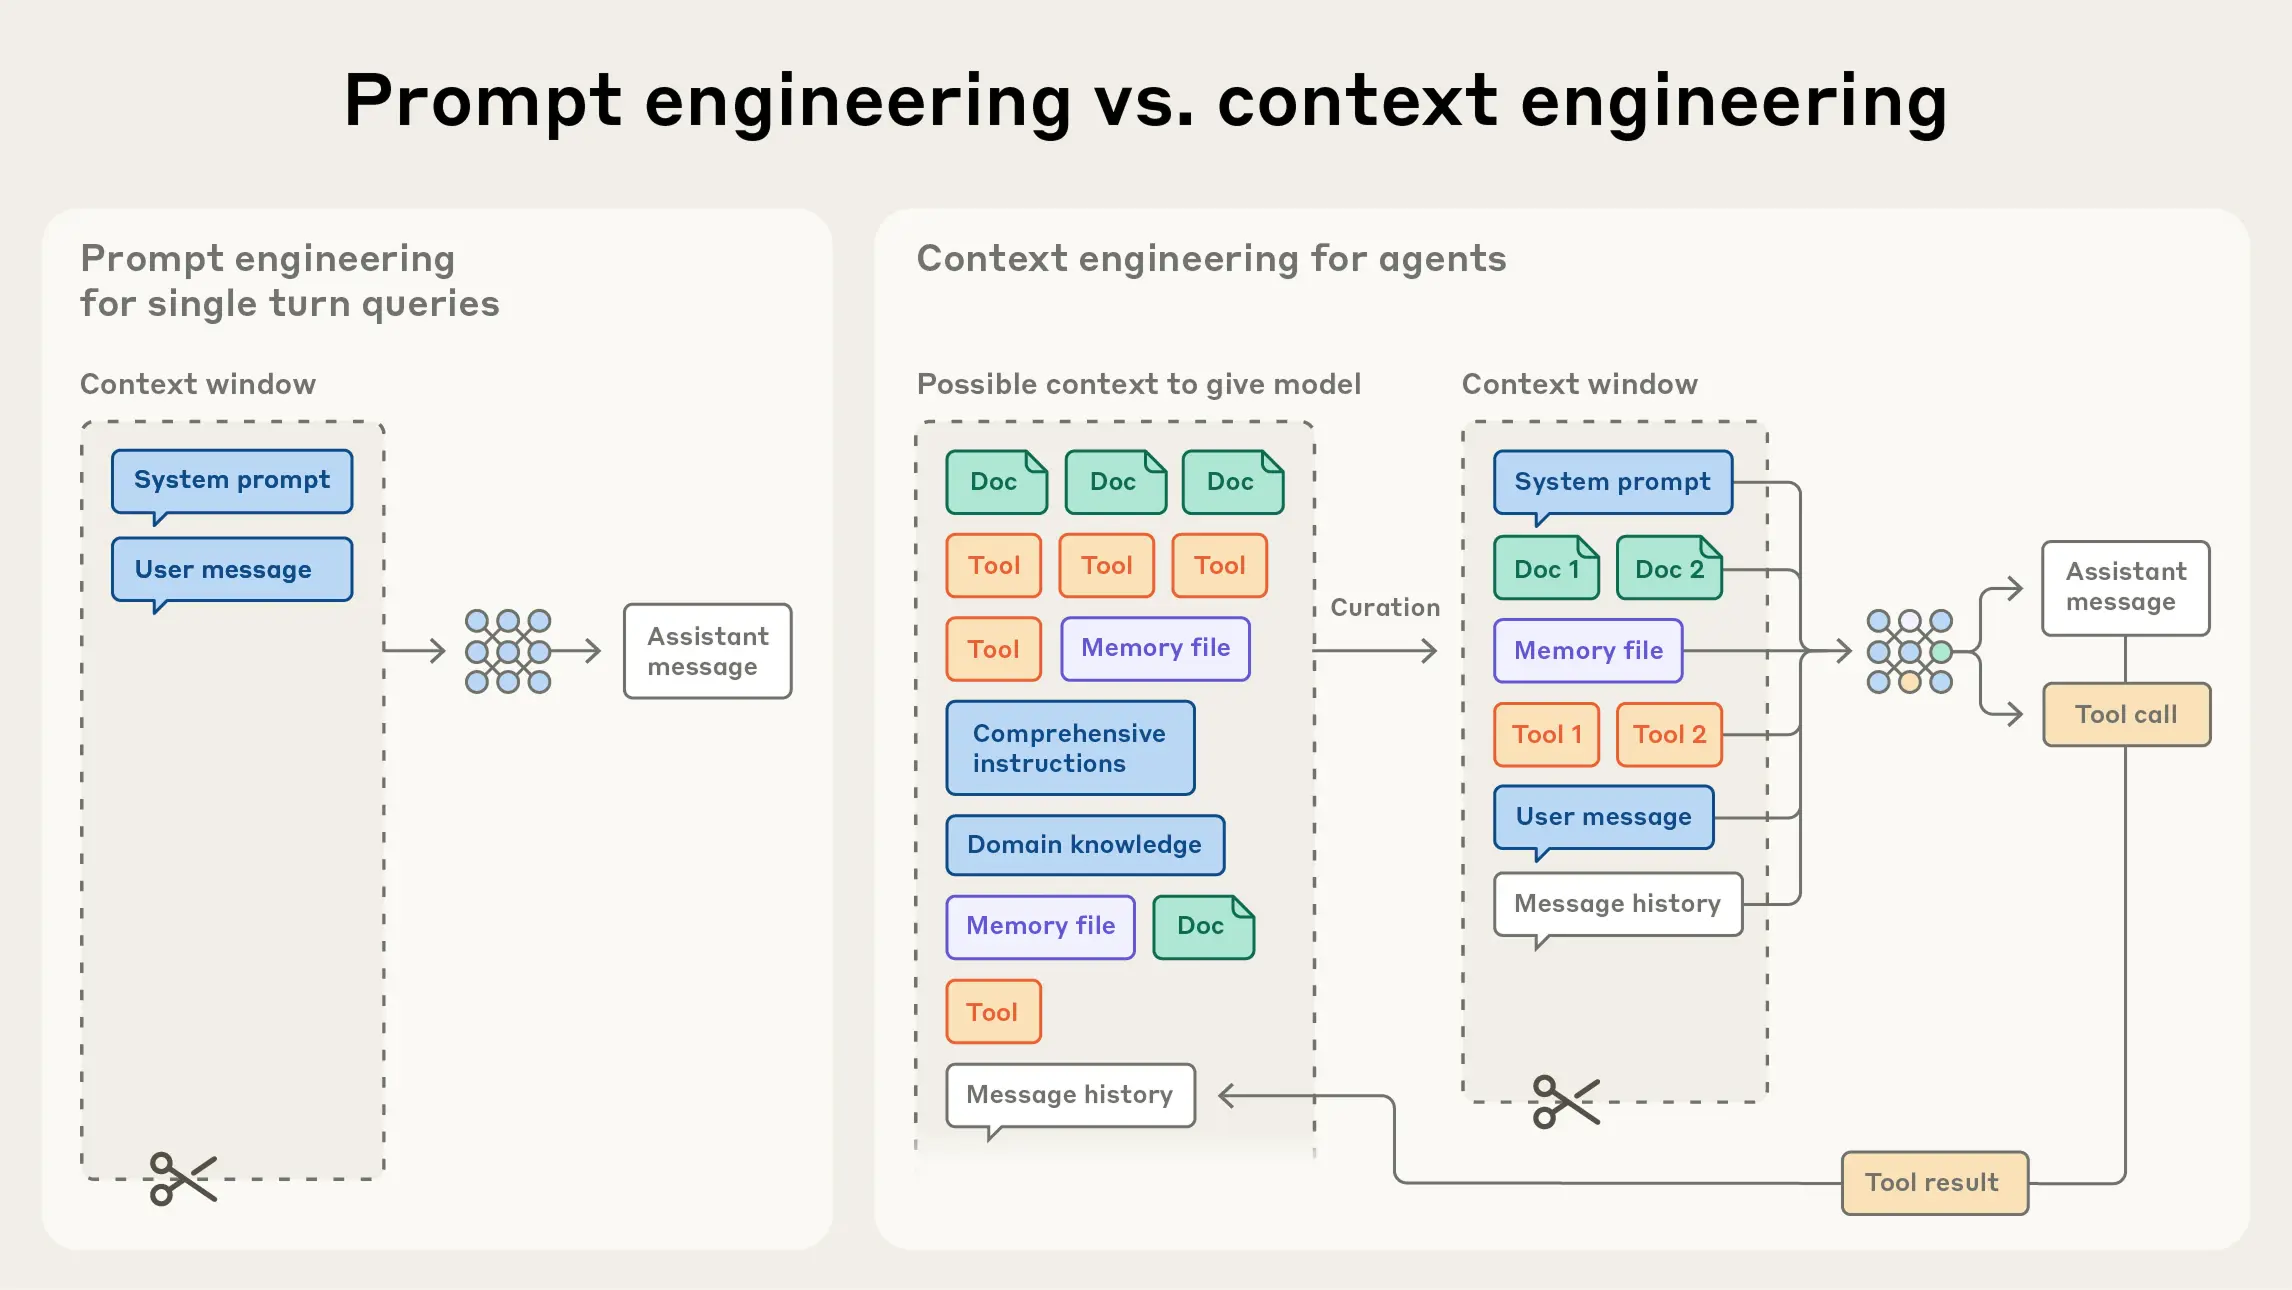 Prompt engineering vs. context engineering
Prompt engineering
for single turn queries
Context window
System prompt
User message
Assistant
message
Context engineering for agents
Possible context to give model
Doc
Doc
Doc
Tool
Tool
Tool
Tool
Memory file
Comprehensive
instructions
Domain knowledge
Memory file
Doc
Tool
Message history
Curation
Context window
System prompt
Doc 1
Doc 2
Memory file
Tool 1
Tool 2
User message
Message history
Assistant
message
Tool call
Tool result